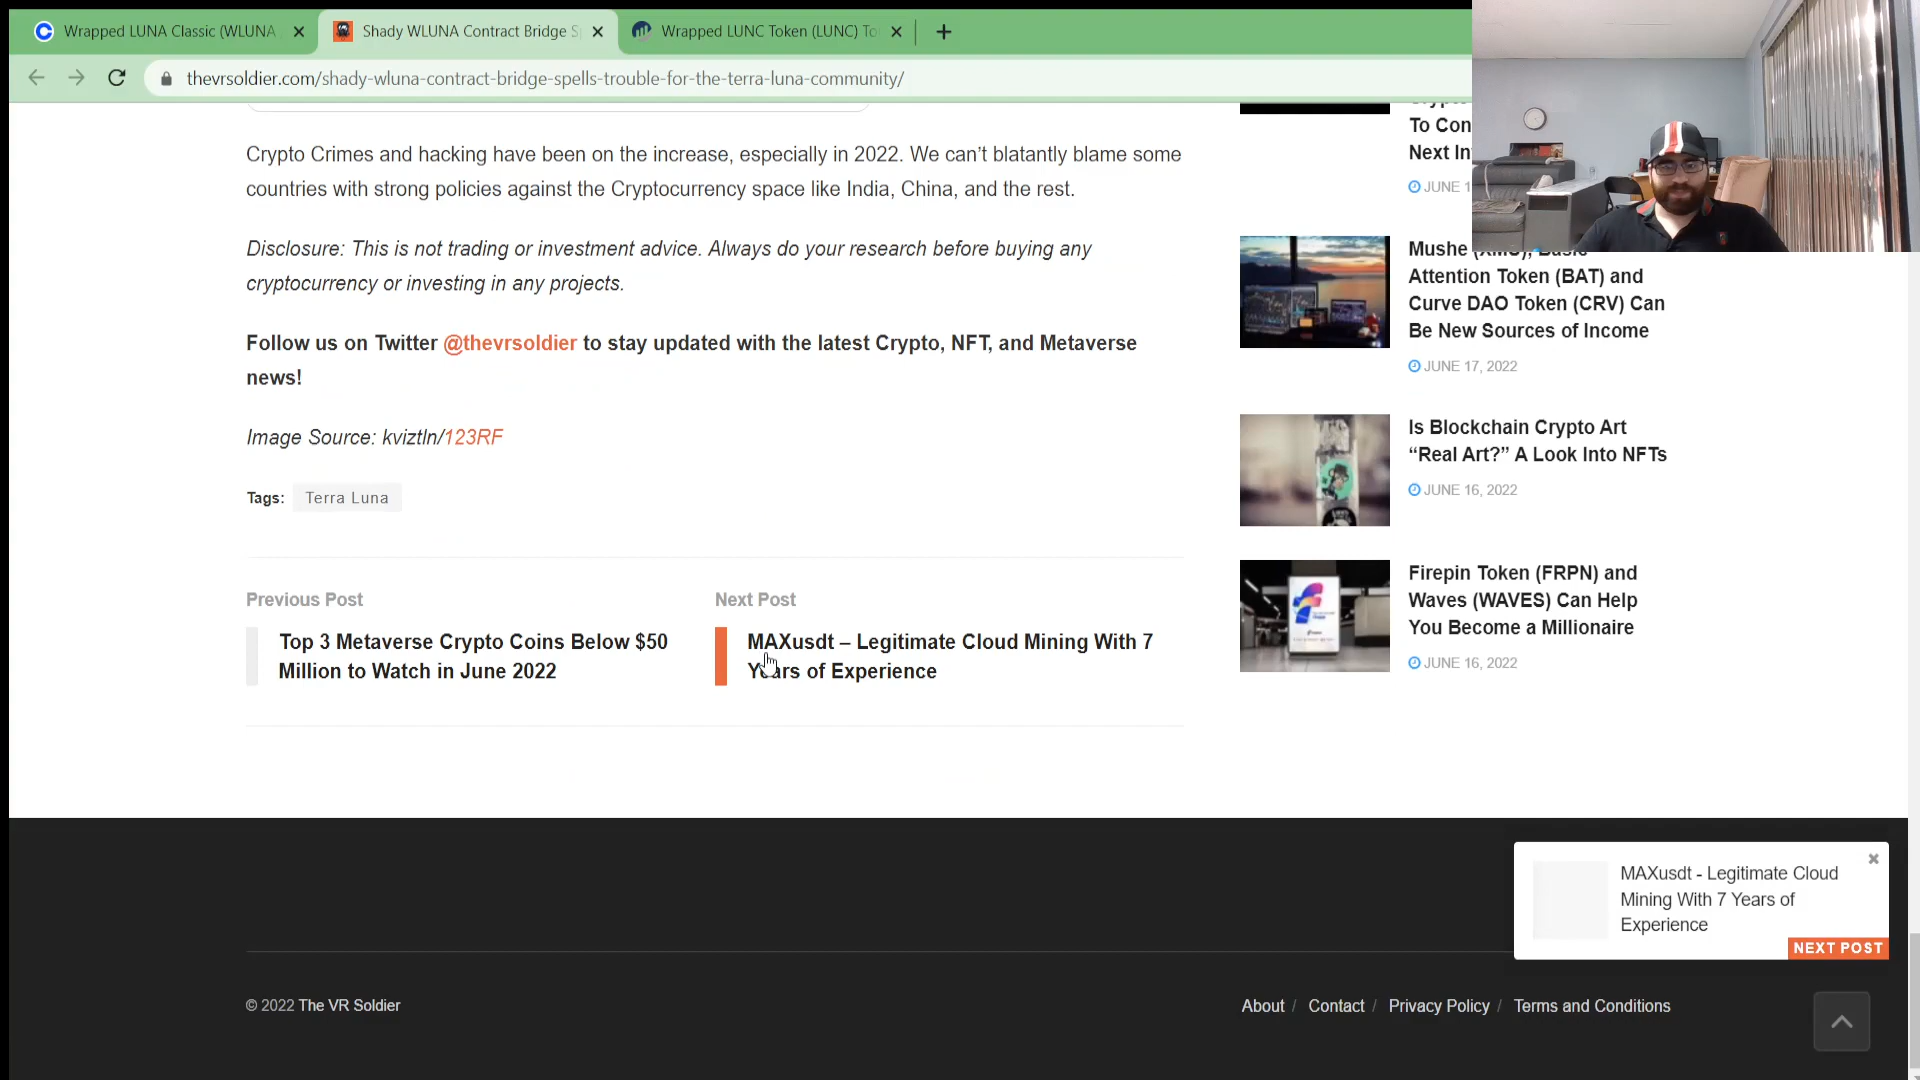 Wrapped LUNA Classic (WLUNA
Shady WLUNA Contract Bridge S
Wrapped LUNC Token (LUNC) To
thevrsoldier.com/shady-wluna-contract-bridge-spells-trouble-for-the-terra-luna-community/
Crypto Crimes and hacking have been on the increase, especially in 2022. We can't blatantly blame some
countries with strong policies against the Cryptocurrency space like India, China, and the rest.
Disclosure: This is not trading or investment advice. Always do your research before buying any
cryptocurrency or investing in any projects.
Follow us on Twitter @thevrsoldier to stay updated with the latest Crypto, NFT, and Metaverse
news!
Image Source: kviztln/123RF
Tags: Terra Luna
Previous Post
Top 3 Metaverse Crypto Coins Below $50
Million to Watch in June 2022
Next Post
MAXusdt – Legitimate Cloud Mining With 7
Years of Experience
To Con
Next In
JUNE 1
Mushe (XMU), Basic
Attention Token (BAT) and
Curve DAO Token (CRV) Can
Be New Sources of Income
JUNE 17, 2022
Is Blockchain Crypto Art
“Real Art?” A Look Into NFTs
JUNE 16, 2022
Firepin Token (FRPN) and
Waves (WAVES) Can Help
You Become a Millionaire
JUNE 16, 2022
MAXusdt - Legitimate Cloud
Mining With 7 Years of
Experience
NEXT POST
© 2022 The VR Soldier
About / Contact / Privacy Policy / Terms and Conditions